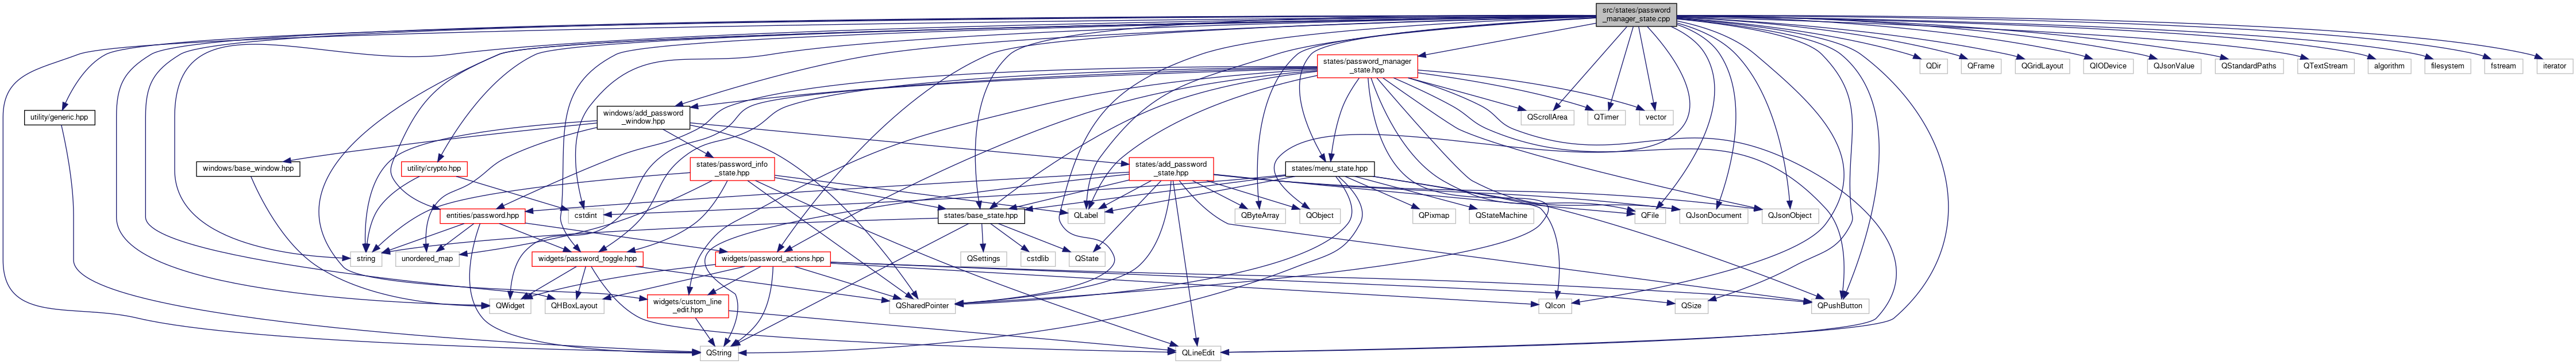 src/states/password
_manager_state.cpp
states/password_manager
_state.hpp
QDir
QFrame
QGridLayout
QIODevice
QJsonValue
QStandardPaths
QTextStream
algorithm
filesystem
fstream
iterator
utility/generic.hpp
windows/add_password
_window.hpp
QScrollArea
QTimer
vector
windows/base_window.hpp
utility/crypto.hpp
states/password_info
_state.hpp
states/add_password
_state.hpp
states/menu_state.hpp
entities/password.hpp
cstdint
states/base_state.hpp
QLabel
QByteArray
QObject
QPixmap
QStateMachine
QFile
QJsonDocument
QJsonObject
string
unordered_map
widgets/password_toggle.hpp
widgets/password_actions.hpp
QSettings
cstdlib
QState
QWidget
QHBoxLayout
widgets/custom_line
_edit.hpp
QSharedPointer
QIcon
QSize
QPushButton
QString
QLineEdit